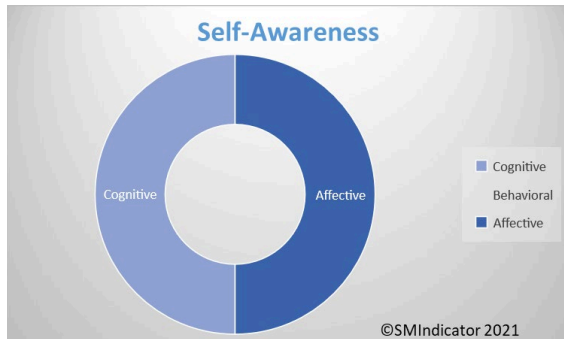 Self-Awareness
Cognitive
Affective
Cognitive
Behavioral
Affective
©SMIndicator 2021